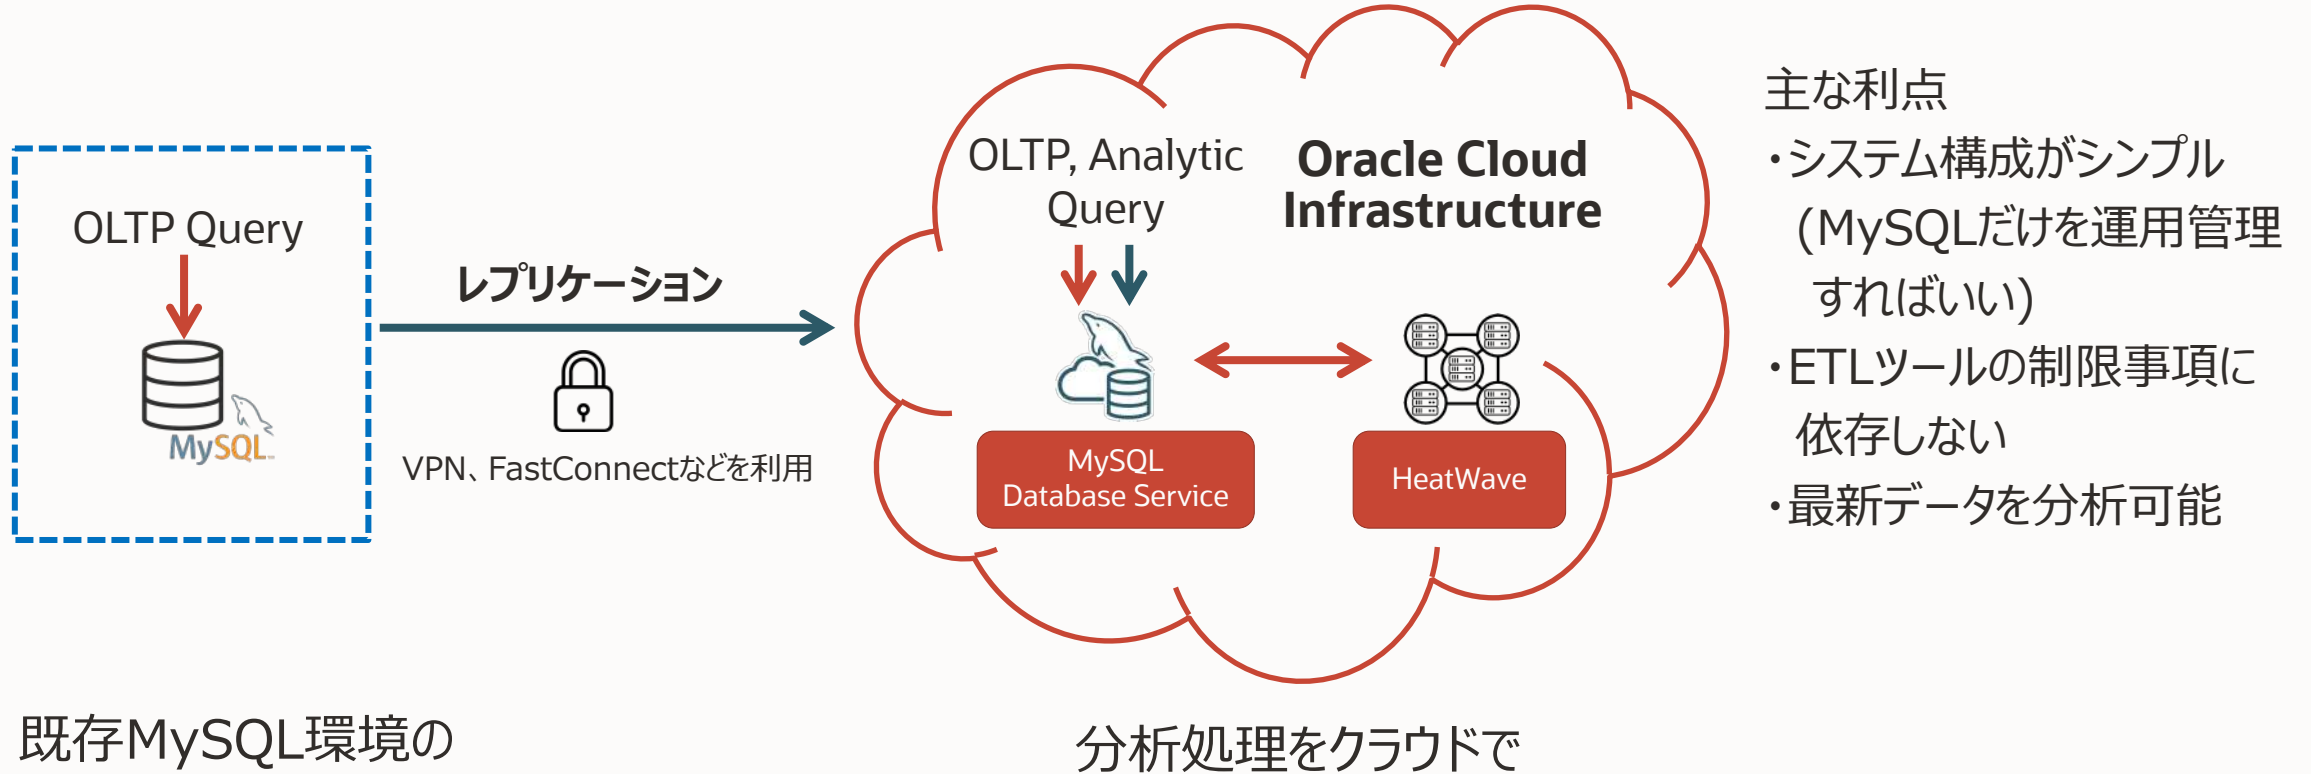 OLTP Query
MySQL
レプリケーション
VPN、FastConnectなどを利用
OLTP, Analytic
Query
Oracle Cloud
Infrastructure
MySQL
Database Service
HeatWave
主な利点
・システム構成がシンプル
(MySQLだけを運用管理
すればいい)
・ETLツールの制限事項に
依存しない
・最新データを分析可能
既存MySQL環境の
分析処理をクラウドで